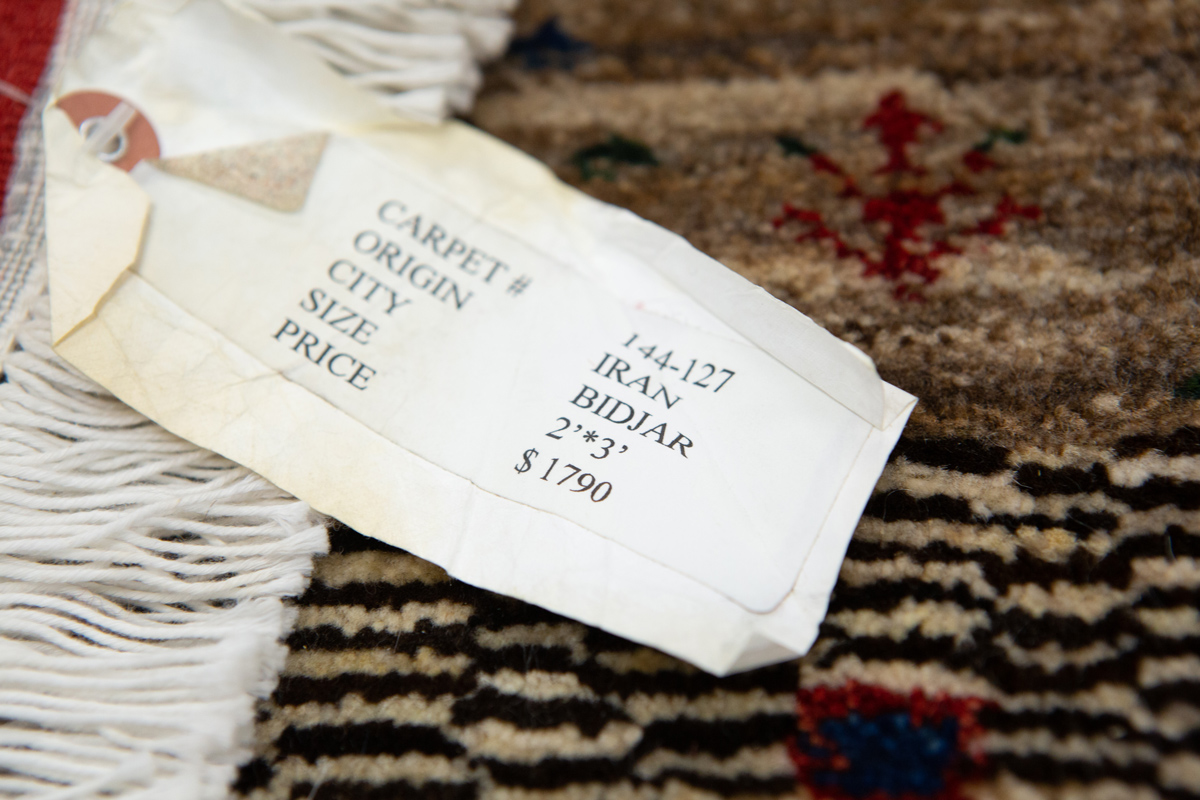 CARPET # 144-127
ORIGIN IRAN
CITY BIDJAR
SIZE 2'*3'
PRICE $ 1790